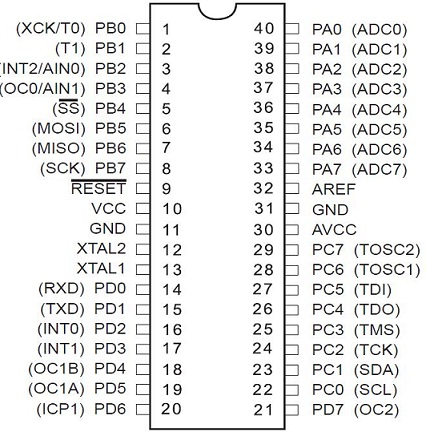 (XCK/T0) PB0 1 40 PA0 (ADC0)
(T1) PB1 2 39 PA1 (ADC1)
(INT2/AIN0) PB2 3 38 PA2 (ADC2)
(OC0/AIN1) PB3 4 37 PA3 (ADC3)
(SS) PB4 5 36 PA4 (ADC4)
(MOSI) PB5 6 35 PA5 (ADC5)
(MISO) PB6 7 34 PA6 (ADC6)
(SCK) PB7 8 33 PA7 (ADC7)
RESET 9 32 AREF
VCC 10 31 GND
GND 11 30 AVCC
XTAL2 12 29 PC7 (TOSC2)
XTAL1 13 28 PC6 (TOSC1)
(RXD) PD0 14 27 PC5 (TDI)
(TXD) PD1 15 26 PC4 (TDO)
(INT0) PD2 16 25 PC3 (TMS)
(INT1) PD3 17 24 PC2 (TCK)
(OC1B) PD4 18 23 PC1 (SDA)
(OC1A) PD5 19 22 PC0 (SCL)
(ICP1) PD6 20 21 PD7 (OC2)